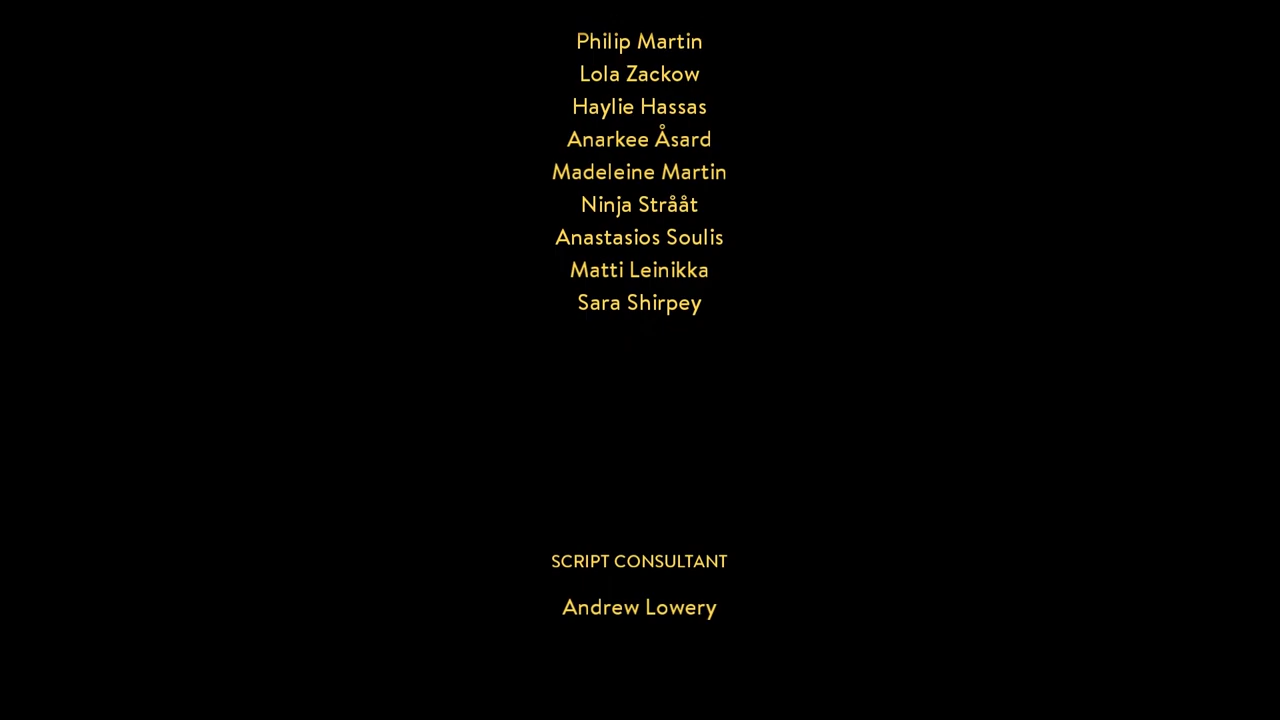 Philip Martin
Lola Zackow
Haylie Hassas
Anarkee Åsard
Madeleine Martin
Ninja Strååt
Anastasios Soulis
Matti Leinikka
Sara Shirpey
SCRIPT CONSULTANT
Andrew Lowery